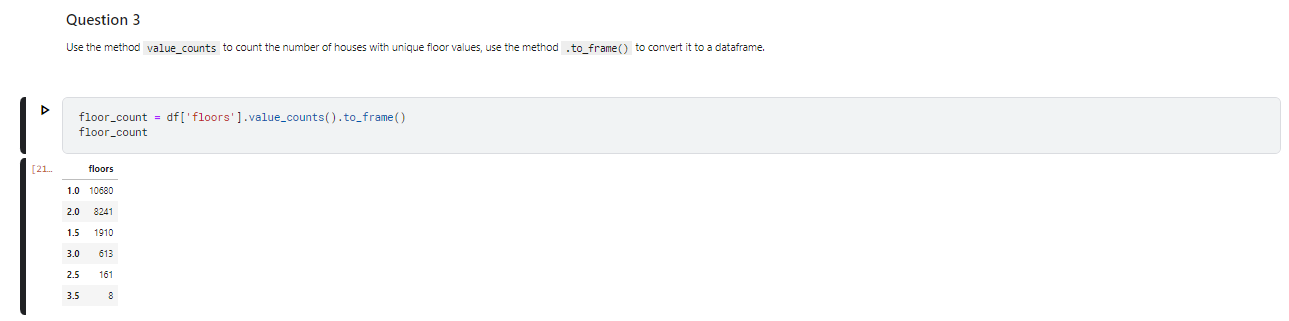 Question 3
Use the method value_counts to count the number of houses with unique floor values, use the method .to_frame() to convert it to a dataframe.
floor_count = df['floors'].value_counts().to_frame()
floor_count
[21...
floors
1.0 10680
2.0 8241
1.5 1910
3.0 613
2.5 161
3.5 8